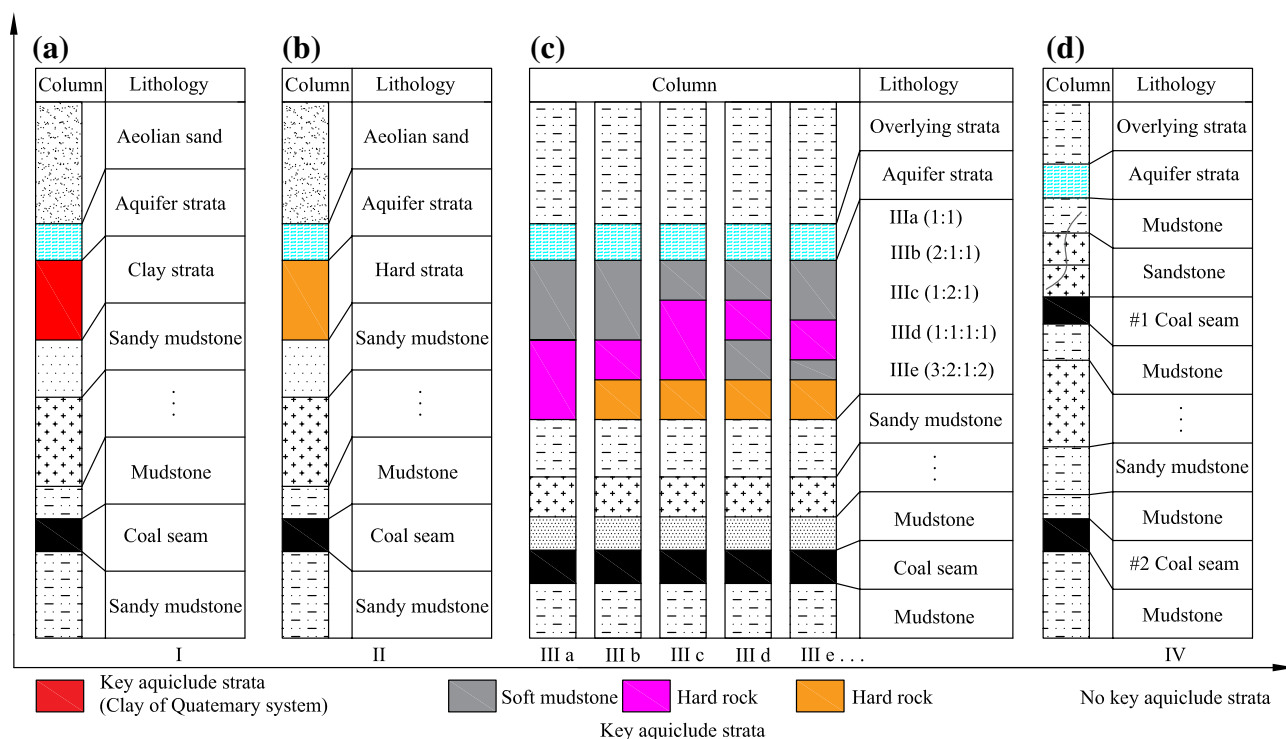 (a)
Column
Lithology
Aeolian sand
Aquifer strata
Clay strata
Sandy mudstone
Mudstone
Coal seam
Sandy mudstone
I
(b)
Column
Lithology
Aeolian sand
Aquifer strata
Hard strata
Sandy mudstone
Mudstone
Coal seam
Sandy mudstone
II
(c)
Column
Lithology
Overlying strata
Aquifer strata
IIIa (1:1)
IIIb (2:1:1)
IIIc (1:2:1)
IIId (1:1:1:1)
IIIe (3:2:1:2)
Sandy mudstone
Mudstone
Coal seam
Mudstone
III a
III b
III c
III d
III e . . .
(d)
Column
Lithology
Overlying strata
Aquifer strata
Mudstone
Sandstone
#1 Coal seam
Mudstone
Sandy mudstone
Mudstone
#2 Coal seam
Mudstone
IV
Key aquiclude strata
(Clay of Quatemary system)
Soft mudstone
Hard rock
Hard rock
Key aquiclude strata
No key aquiclude strata